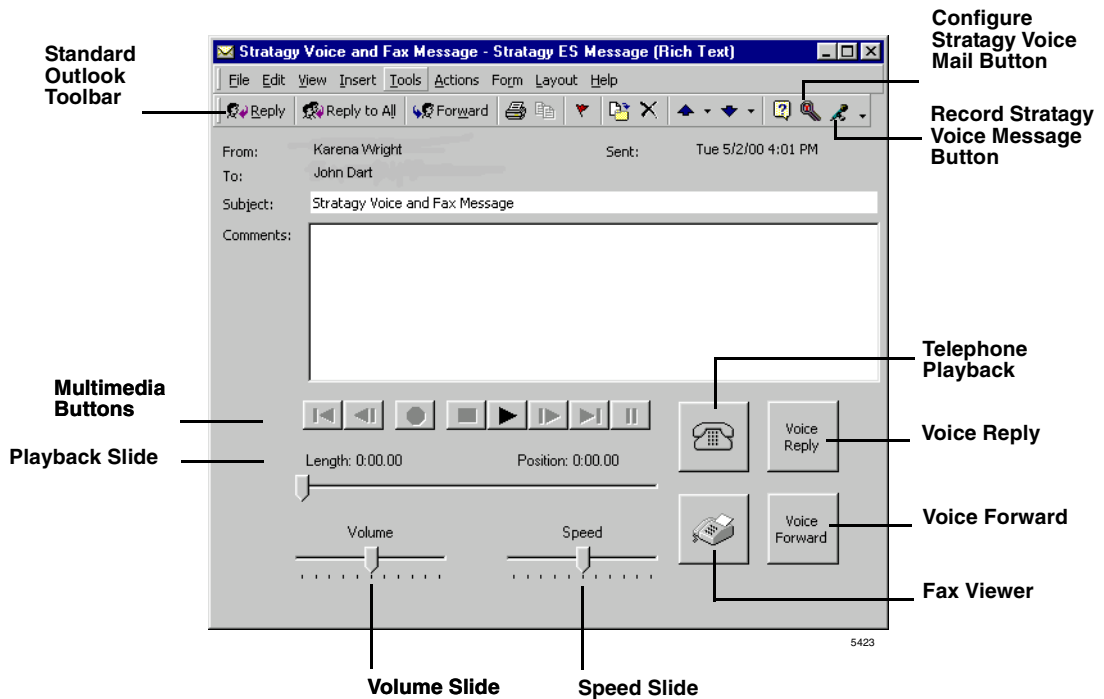 Configure
Stratagy Voice
Mail Button
Standard
Outlook
Toolbar
Stratagy Voice and Fax Message - Stratagy ES Message (Rich Text)
File Edit View Insert Tools Actions Form Layout Help
Reply Reply to All Forward
Record Stratagy
Voice Message
Button
From: Karena Wright Sent: Tue 5/2/00 4:01 PM
To: John Dart
Subject: Stratagy Voice and Fax Message
Comments:
Telephone
Playback
Multimedia
Buttons
Voice
Reply
Voice Reply
Playback Slide
Length: 0:00.00 Position: 0:00.00
Volume Speed
Voice
Forward
Voice Forward
Fax Viewer
5423
Volume Slide Speed Slide